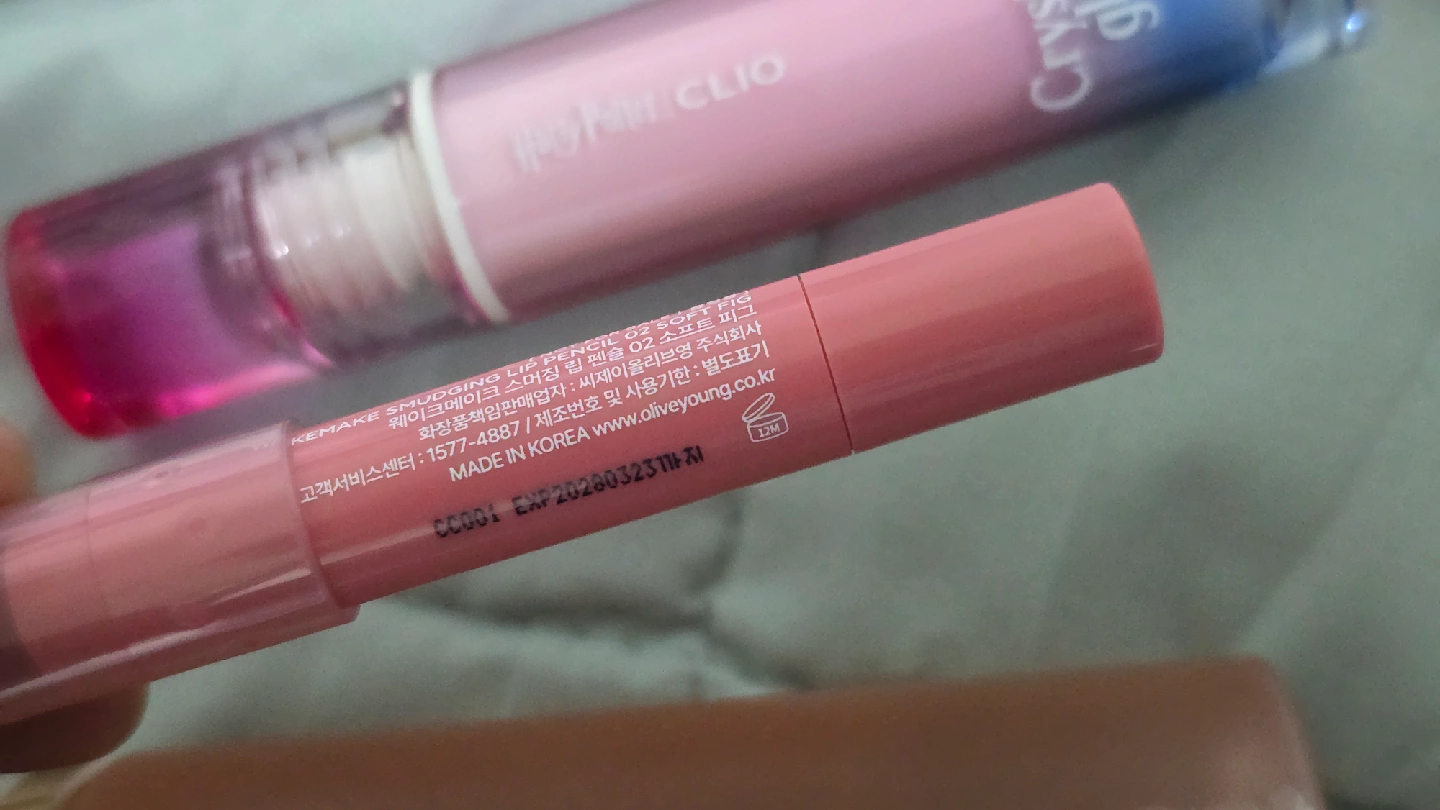 CLIO
Crys
gl
KEMAKE SMUDGING LIP PENCIL 02 SOFT FIG
웨이크메이크 스머징 립 펜슬 02 소프트 피그
화장품책임판매업자 : 씨제이올리브영 주식회사
고객서비스센터 : 1577-4887 / 제조번호 및 사용기한 : 별도표기
MADE IN KOREA www.oliveyoung.co.kr
12M
CC001 EXP20280323까지